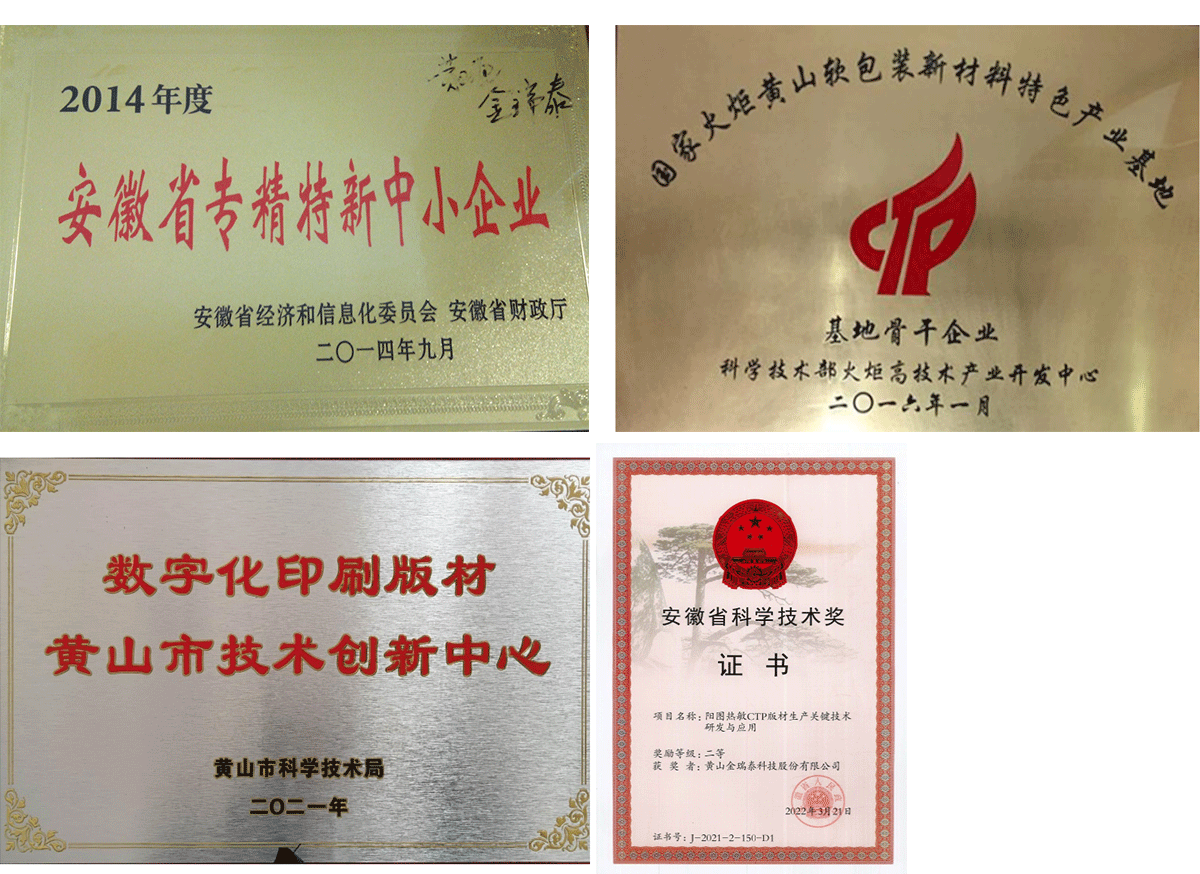 2014年度
金瑞泰
安徽省专精特新中小企业
安徽省经济和信息化委员会 安徽省财政厅
二〇一四年九月
国家火炬黄山软包装新材料特色产业基地
CTP
基地骨干企业
科学技术部火炬高技术产业开发中心
二〇一六年一月
数字化印刷版材
黄山市技术创新中心
黄山市科学技术局
二〇二一年
安徽省科学技术奖
证书
项目名称：阳图热敏CTP版材生产关键技术
研发与应用
奖励等级：二等
获 奖 者：黄山金瑞泰科技股份有限公司
2022年3月21日
证书号：J-2021-2-150-D1